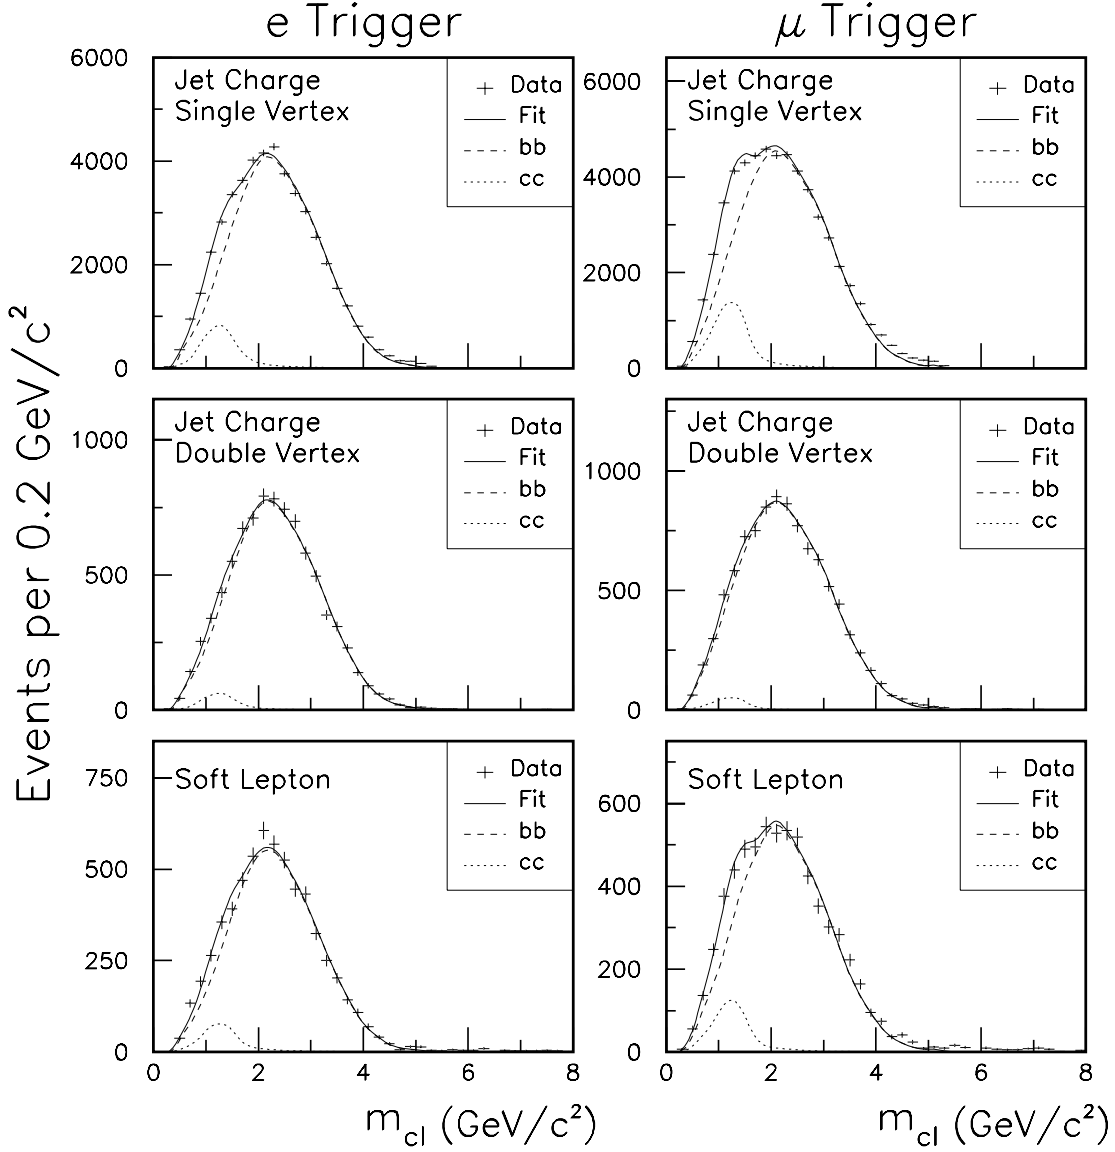 e Trigger
μ Trigger
Events per 0.2 GeV/c²
6000
4000
2000
0
Jet Charge
Single Vertex
Data
Fit
bb
cc
6000
4000
2000
0
Jet Charge
Single Vertex
Data
Fit
bb
cc
1000
500
0
Jet Charge
Double Vertex
Data
Fit
bb
cc
1000
500
0
Jet Charge
Double Vertex
Data
Fit
bb
cc
750
500
250
0
Soft Lepton
Data
Fit
bb
cc
0 2 4 6 8
m_cl (GeV/c²)
600
400
200
0
Soft Lepton
Data
Fit
bb
cc
0 2 4 6 8
m_cl (GeV/c²)